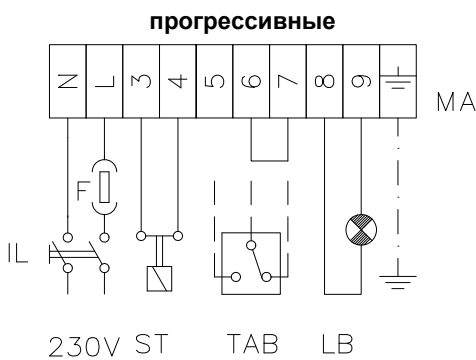 прогрессивные
N L 3 4 5 6 7 8 9
MA
F
IL
230V ST TAB LB